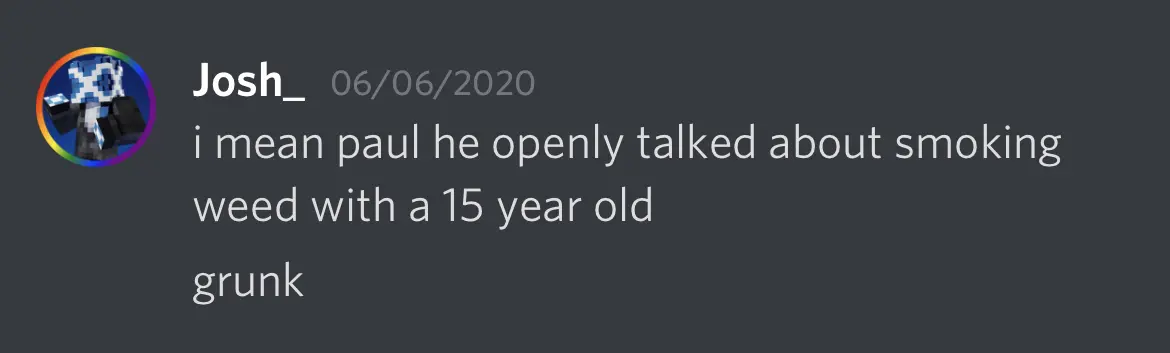 Josh_ 06/06/2020
i mean paul he openly talked about smoking
weed with a 15 year old
grunk